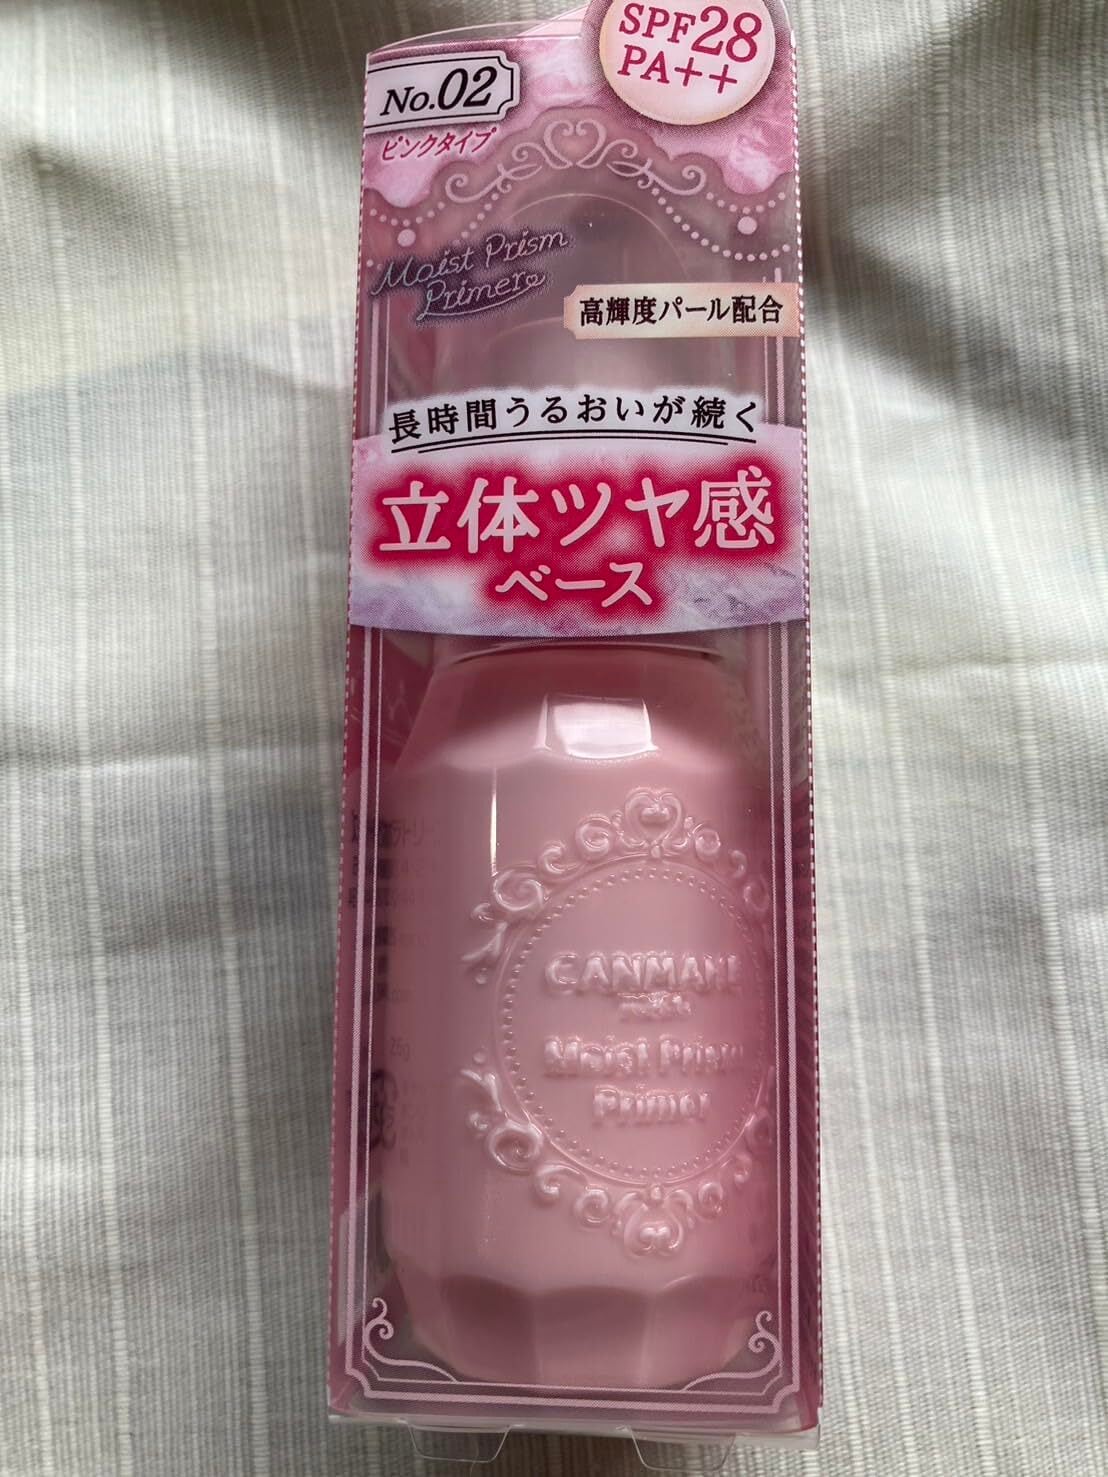 SPF28
PA++
No.02
ピンクタイプ
Moist Prism
Primer
高輝度パール配合
長時間うるおいが続く
立体ツヤ感
ベース
CANMAKE
Moist Prism
Primer